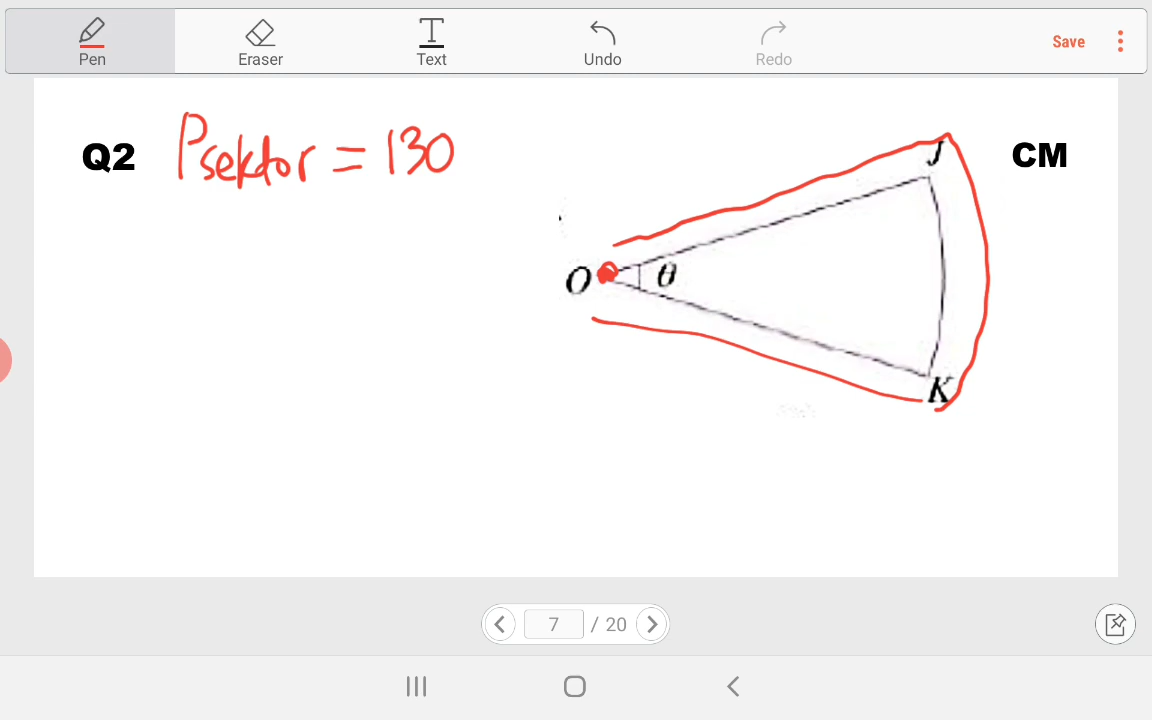 Pen
Eraser
Text
Undo
Redo
Save
Q2 Psektor = 130
CM
J
O θ
K
7 / 20